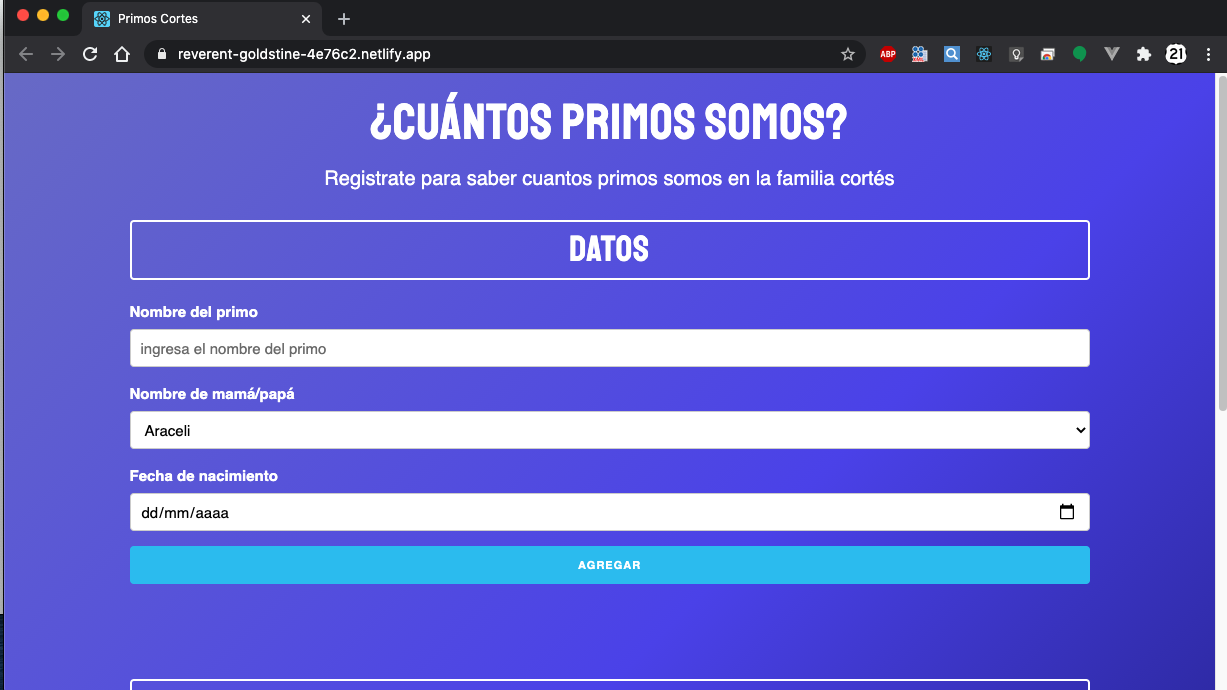 Primos Cortes
reverent-goldstine-4e76c2.netlify.app
ABP
21
¿CUÁNTOS PRIMOS SOMOS?
Registrate para saber cuantos primos somos en la familia cortés
DATOS
Nombre del primo
ingresa el nombre del primo
Nombre de mamá/papá
Araceli
Fecha de nacimiento
dd/mm/aaaa
AGREGAR